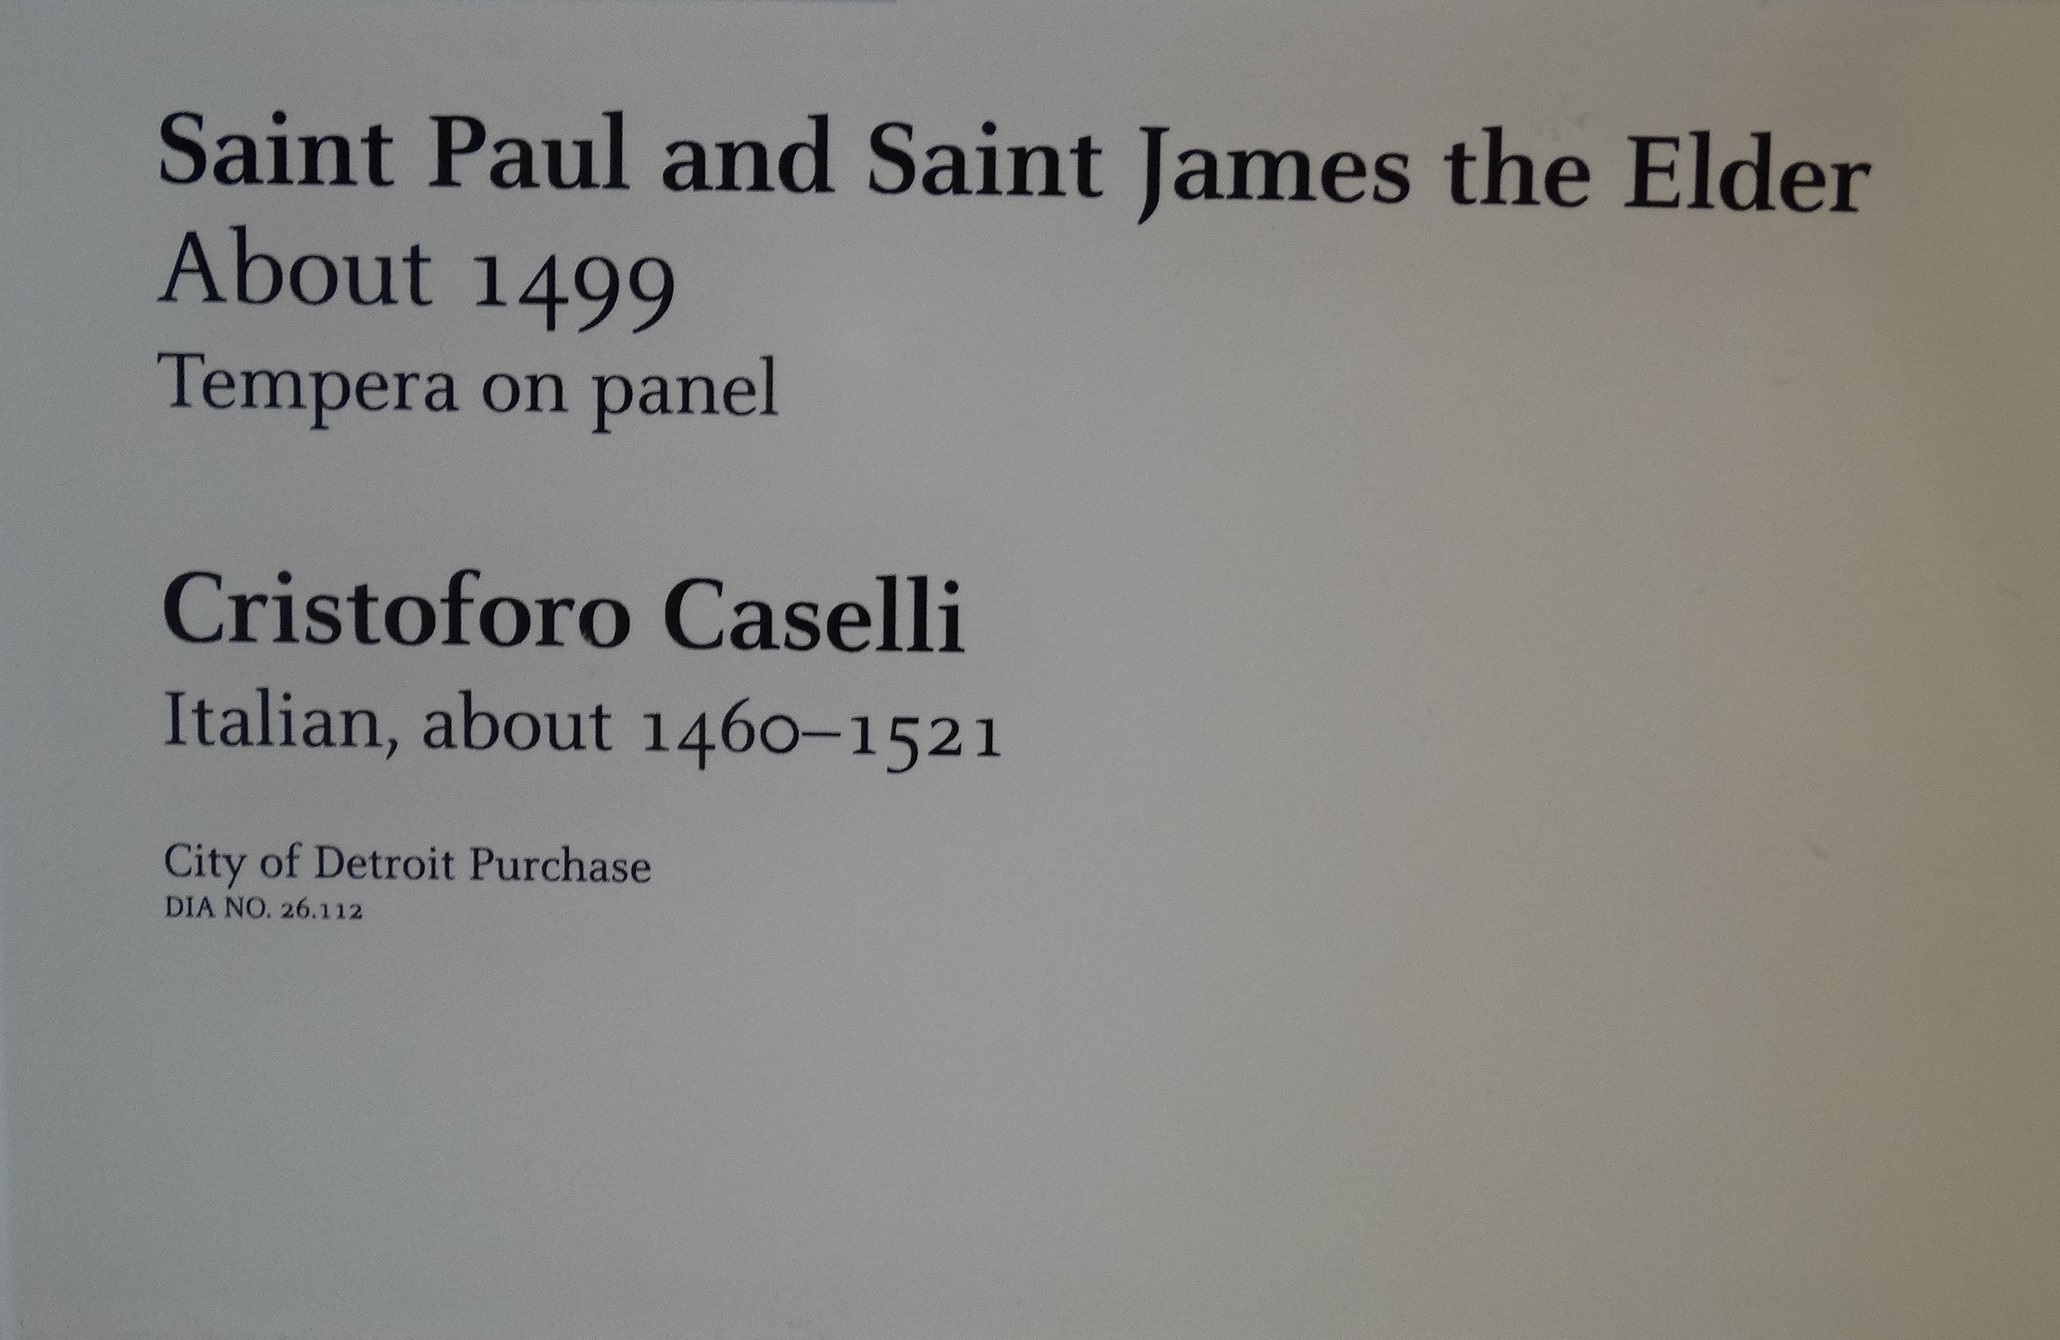 Saint Paul and Saint James the Elder
About 1499
Tempera on panel
Cristoforo Caselli
Italian, about 1460–1521
City of Detroit Purchase
DIA NO. 26.112